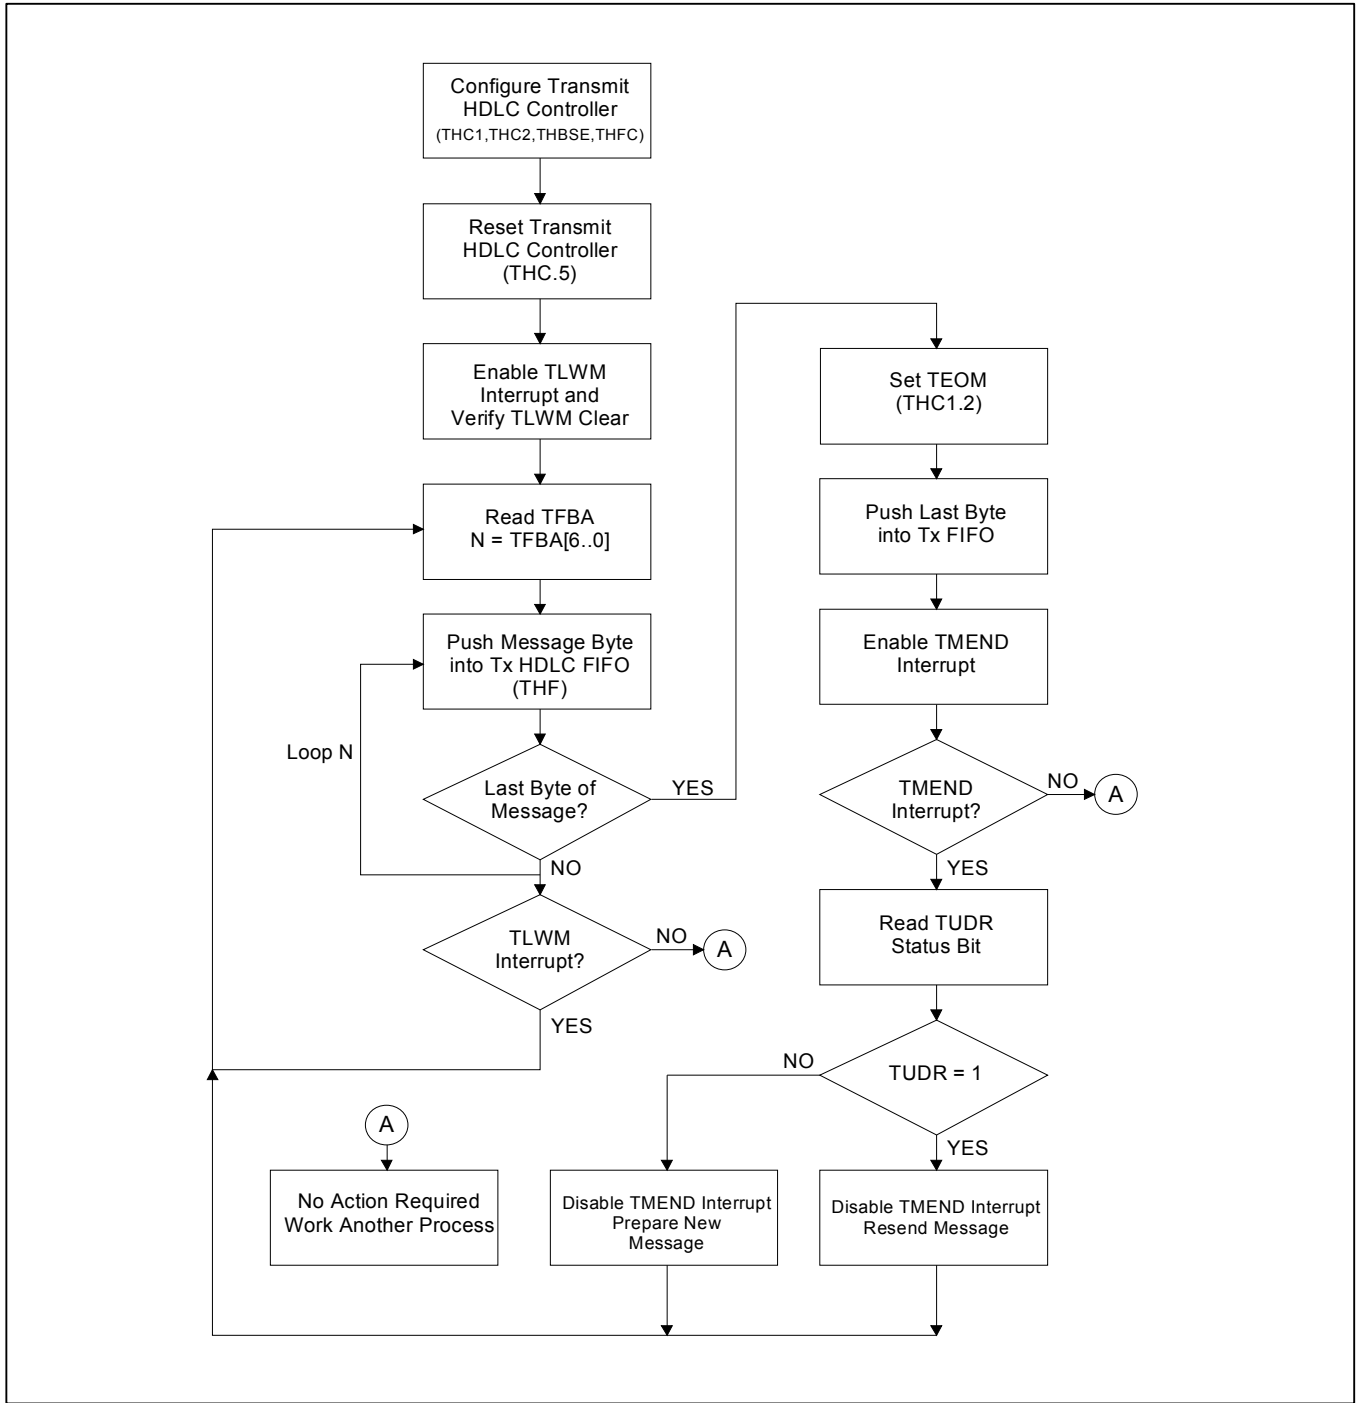 Configure Transmit
HDLC Controller
(THC1,THC2,THBSE,THFC)
Reset Transmit
HDLC Controller
(THC.5)
Enable TLWM
Interrupt and
Verify TLWM Clear
Read TFBA
N = TFBA[6..0]
Push Message Byte
into Tx HDLC FIFO
(THF)
Loop N
Last Byte of
Message?
YES
NO
TLWM
Interrupt?
NO
A
YES
A
No Action Required
Work Another Process
Set TEOM
(THC1.2)
Push Last Byte
into Tx FIFO
Enable TMEND
Interrupt
TMEND
Interrupt?
NO
A
YES
Read TUDR
Status Bit
TUDR = 1
NO
YES
Disable TMEND Interrupt
Prepare New
Message
Disable TMEND Interrupt
Resend Message